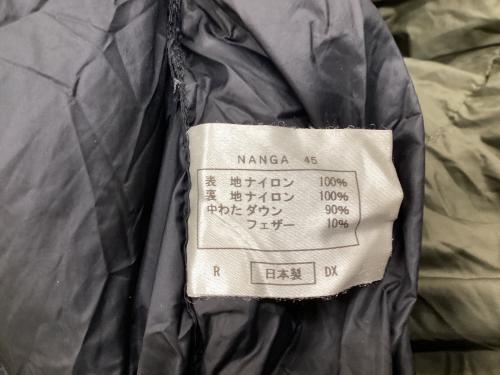 NANGA 45
表 地ナイロン 100%
裏 地ナイロン 100%
中わた ダウン 90%
フェザー 10%
R 日本製 DX